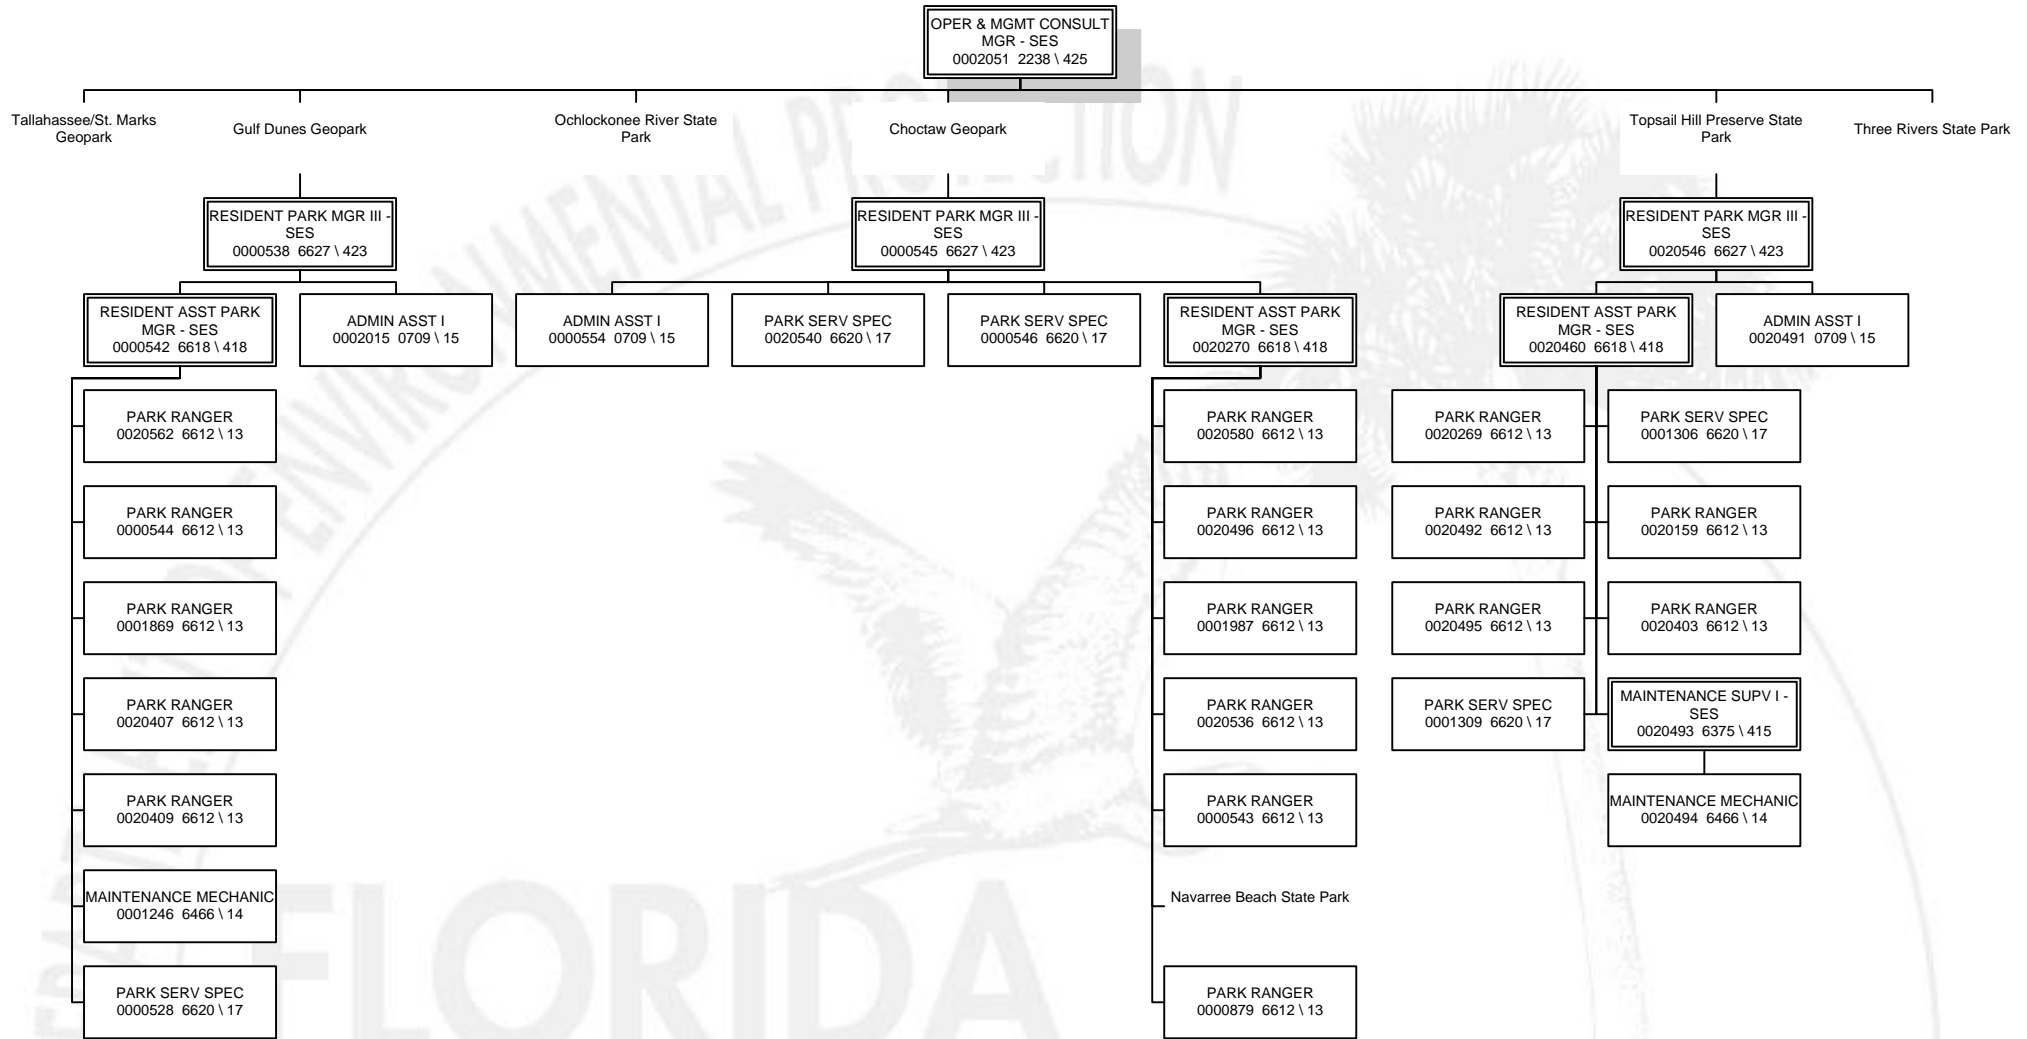 OPER & MGMT CONSULT
MGR - SES
0002051 2238 \ 425
Tallahassee/St. Marks
Geopark
Gulf Dunes Geopark
Ochlockonee River State
Park
Choctaw Geopark
Topsail Hill Preserve State
Park
Three Rivers State Park
RESIDENT PARK MGR III -
SES
0000538 6627 \ 423
RESIDENT PARK MGR III -
SES
0000545 6627 \ 423
RESIDENT PARK MGR III -
SES
0020546 6627 \ 423
RESIDENT ASST PARK
MGR - SES
0000542 6618 \ 418
ADMIN ASST I
0002015 0709 \ 15
ADMIN ASST I
0000554 0709 \ 15
PARK SERV SPEC
0020540 6620 \ 17
PARK SERV SPEC
0000546 6620 \ 17
RESIDENT ASST PARK
MGR - SES
0020270 6618 \ 418
RESIDENT ASST PARK
MGR - SES
0020460 6618 \ 418
ADMIN ASST I
0020491 0709 \ 15
PARK RANGER
0020562 6612 \ 13
PARK RANGER
0000544 6612 \ 13
PARK RANGER
0001869 6612 \ 13
PARK RANGER
0020407 6612 \ 13
PARK RANGER
0020409 6612 \ 13
MAINTENANCE MECHANIC
0001246 6466 \ 14
PARK SERV SPEC
0000528 6620 \ 17
PARK RANGER
0020580 6612 \ 13
PARK RANGER
0020496 6612 \ 13
PARK RANGER
0001987 6612 \ 13
PARK RANGER
0020536 6612 \ 13
PARK RANGER
0000543 6612 \ 13
Navarree Beach State Park
PARK RANGER
0000879 6612 \ 13
PARK RANGER
0020269 6612 \ 13
PARK SERV SPEC
0001306 6620 \ 17
PARK RANGER
0020492 6612 \ 13
PARK RANGER
0020159 6612 \ 13
PARK RANGER
0020495 6612 \ 13
PARK RANGER
0020403 6612 \ 13
PARK SERV SPEC
0001309 6620 \ 17
MAINTENANCE SUPV I -
SES
0020493 6375 \ 415
MAINTENANCE MECHANIC
0020494 6466 \ 14
ENVIRONMENTAL PROTECTION
FLORIDA